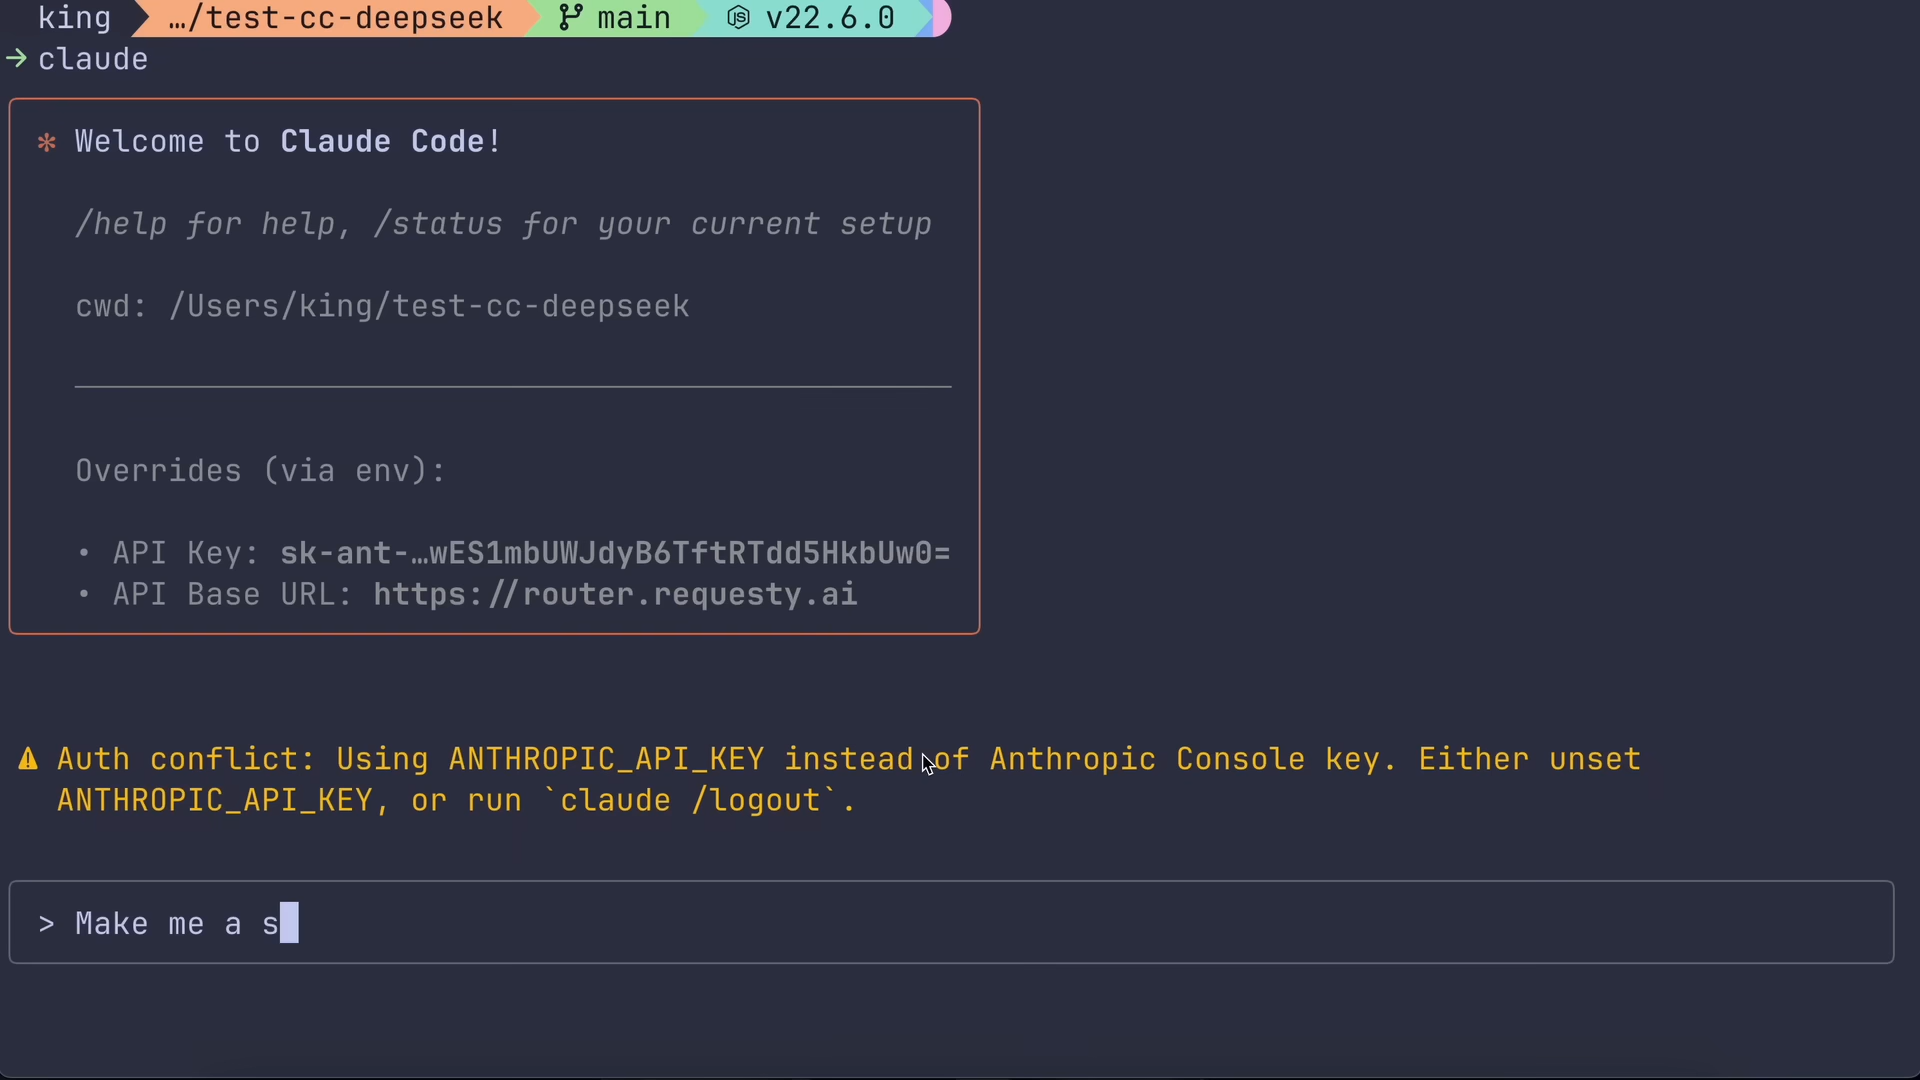 king …/test-cc-deepseek main v22.6.0
→ claude
✻ Welcome to Claude Code!
/help for help, /status for your current setup
cwd: /Users/king/test-cc-deepseek
Overrides (via env):
• API Key: sk-ant-…wES1mbUWJdyB6TftRTdd5HkbUw0=
• API Base URL: https://router.requesty.ai
⚠ Auth conflict: Using ANTHROPIC_API_KEY instead of Anthropic Console key. Either unset
ANTHROPIC_API_KEY, or run `claude /logout`.
> Make me a s